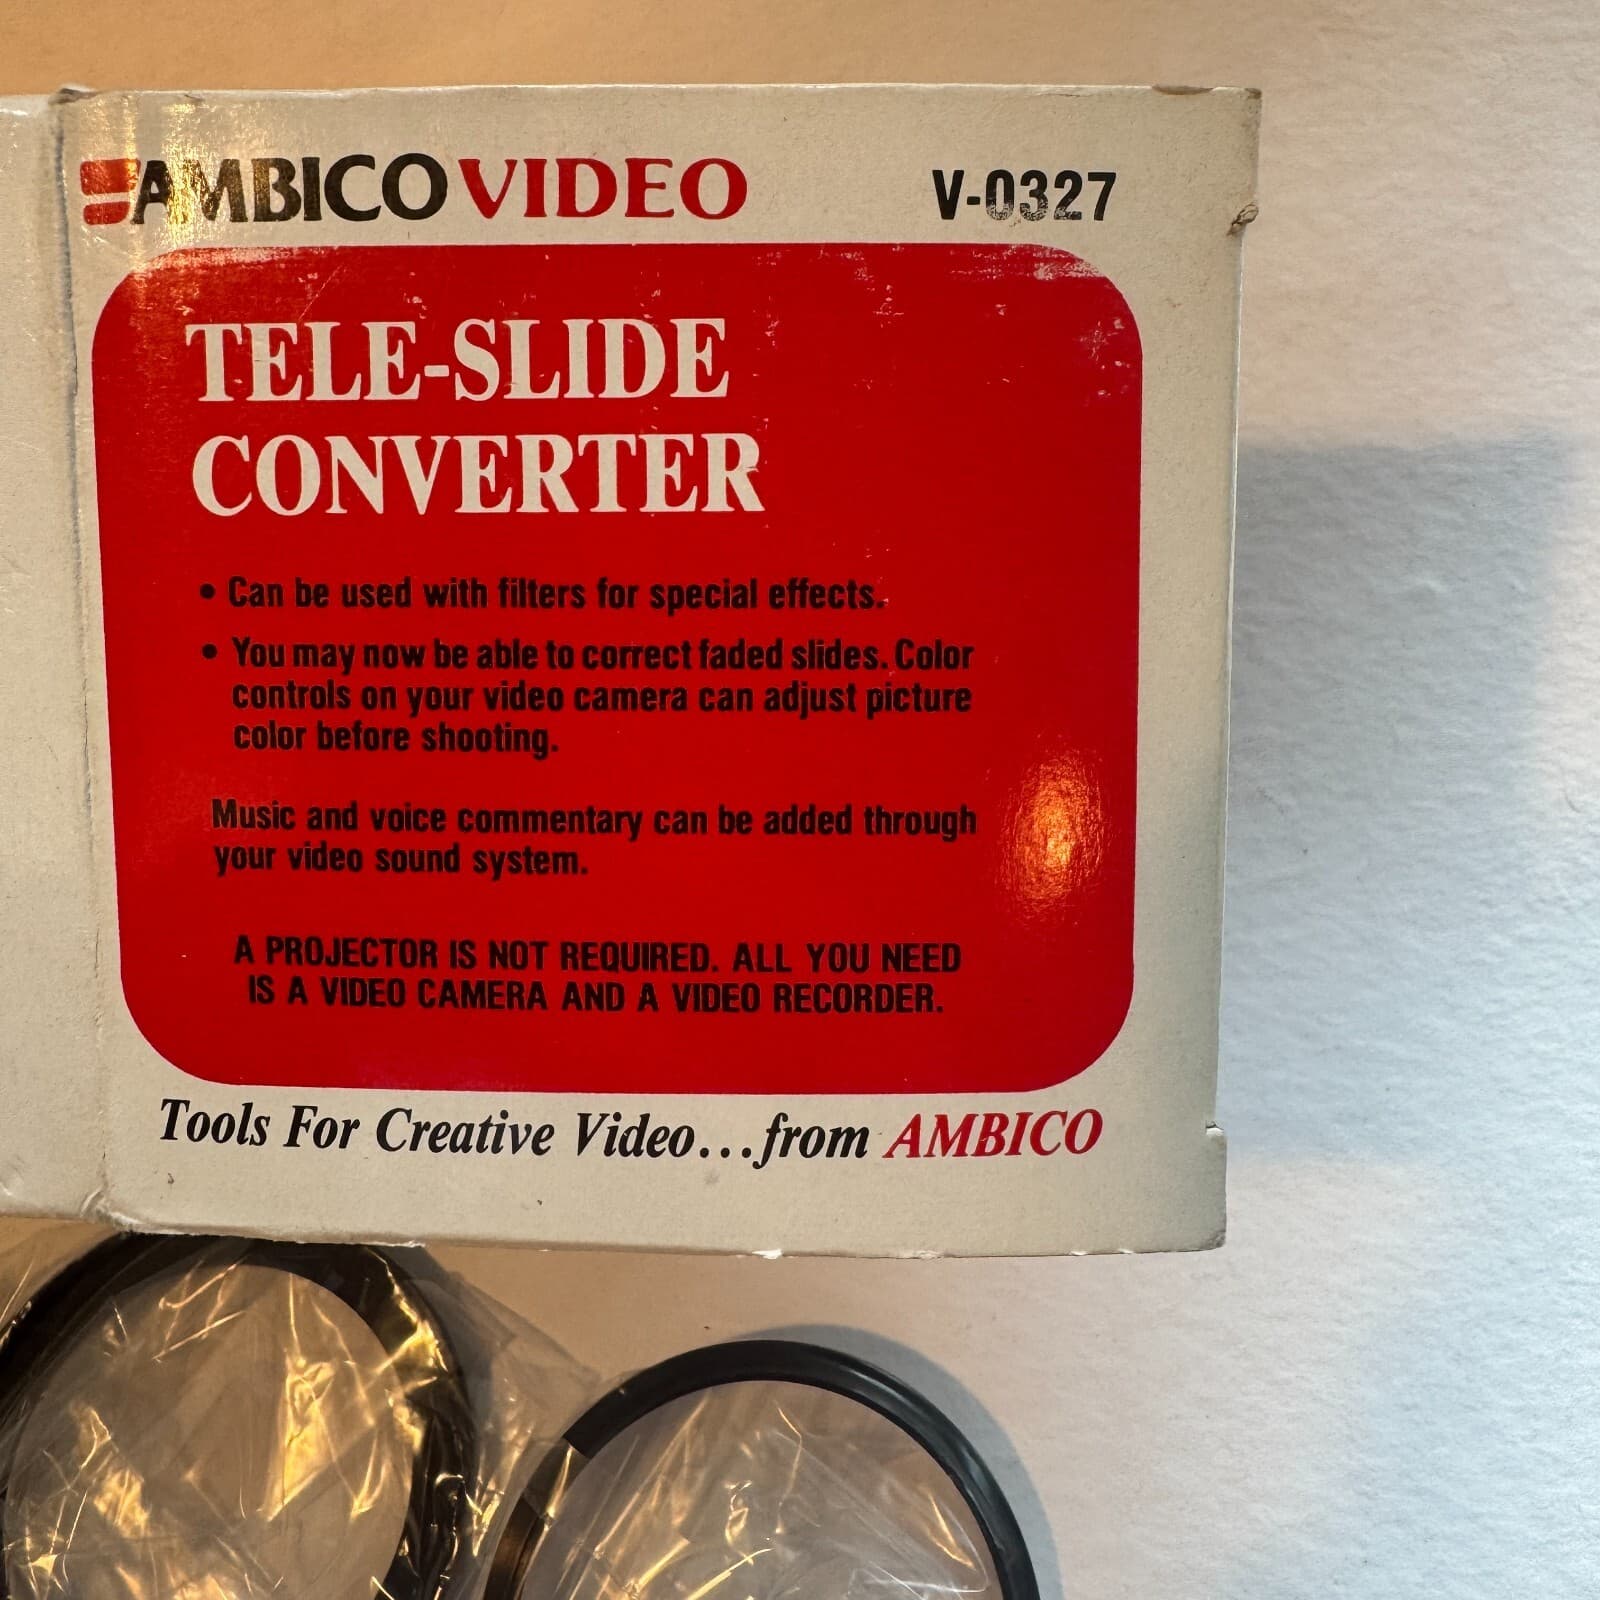 AMBICO VIDEO V-0327
TELE-SLIDE
CONVERTER
• Can be used with filters for special effects.
• You may now be able to correct faded slides. Color
controls on your video camera can adjust picture
color before shooting.
Music and voice commentary can be added through
your video sound system.
A PROJECTOR IS NOT REQUIRED. ALL YOU NEED
IS A VIDEO CAMERA AND A VIDEO RECORDER.
Tools For Creative Video...from AMBICO